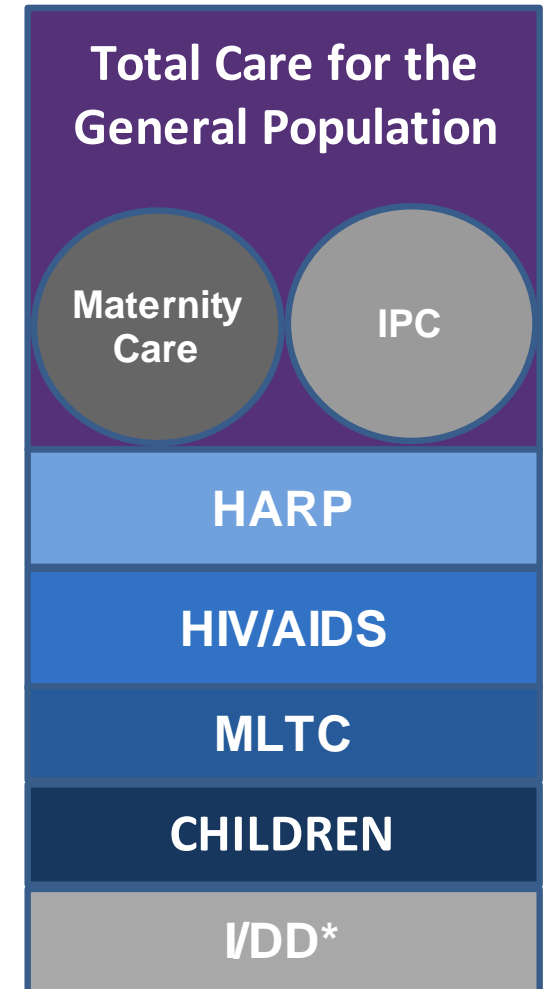 Total Care for the
General Population
Maternity
Care
IPC
HARP
HIV/AIDS
MLTC
CHILDREN
I/DD*